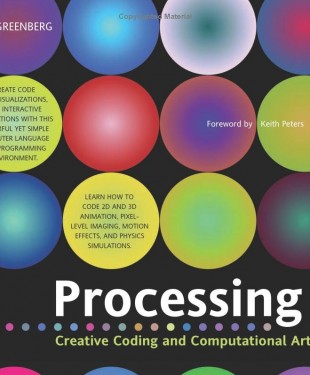 Copyrighted Material
GREENBERG
REATE CODE
ISUALIZATIONS,
INTERACTIVE
TIONS WITH THIS
RFUL YET SIMPLE
UTER LANGUAGE
PROGRAMMING
VIRONMENT.
Foreword by Keith Peters
LEARN HOW TO
CODE 2D AND 3D
ANIMATION, PIXEL-
LEVEL IMAGING, MOTION
EFFECTS, AND PHYSICS
SIMULATIONS.
Processing
Creative Coding and Computational Art